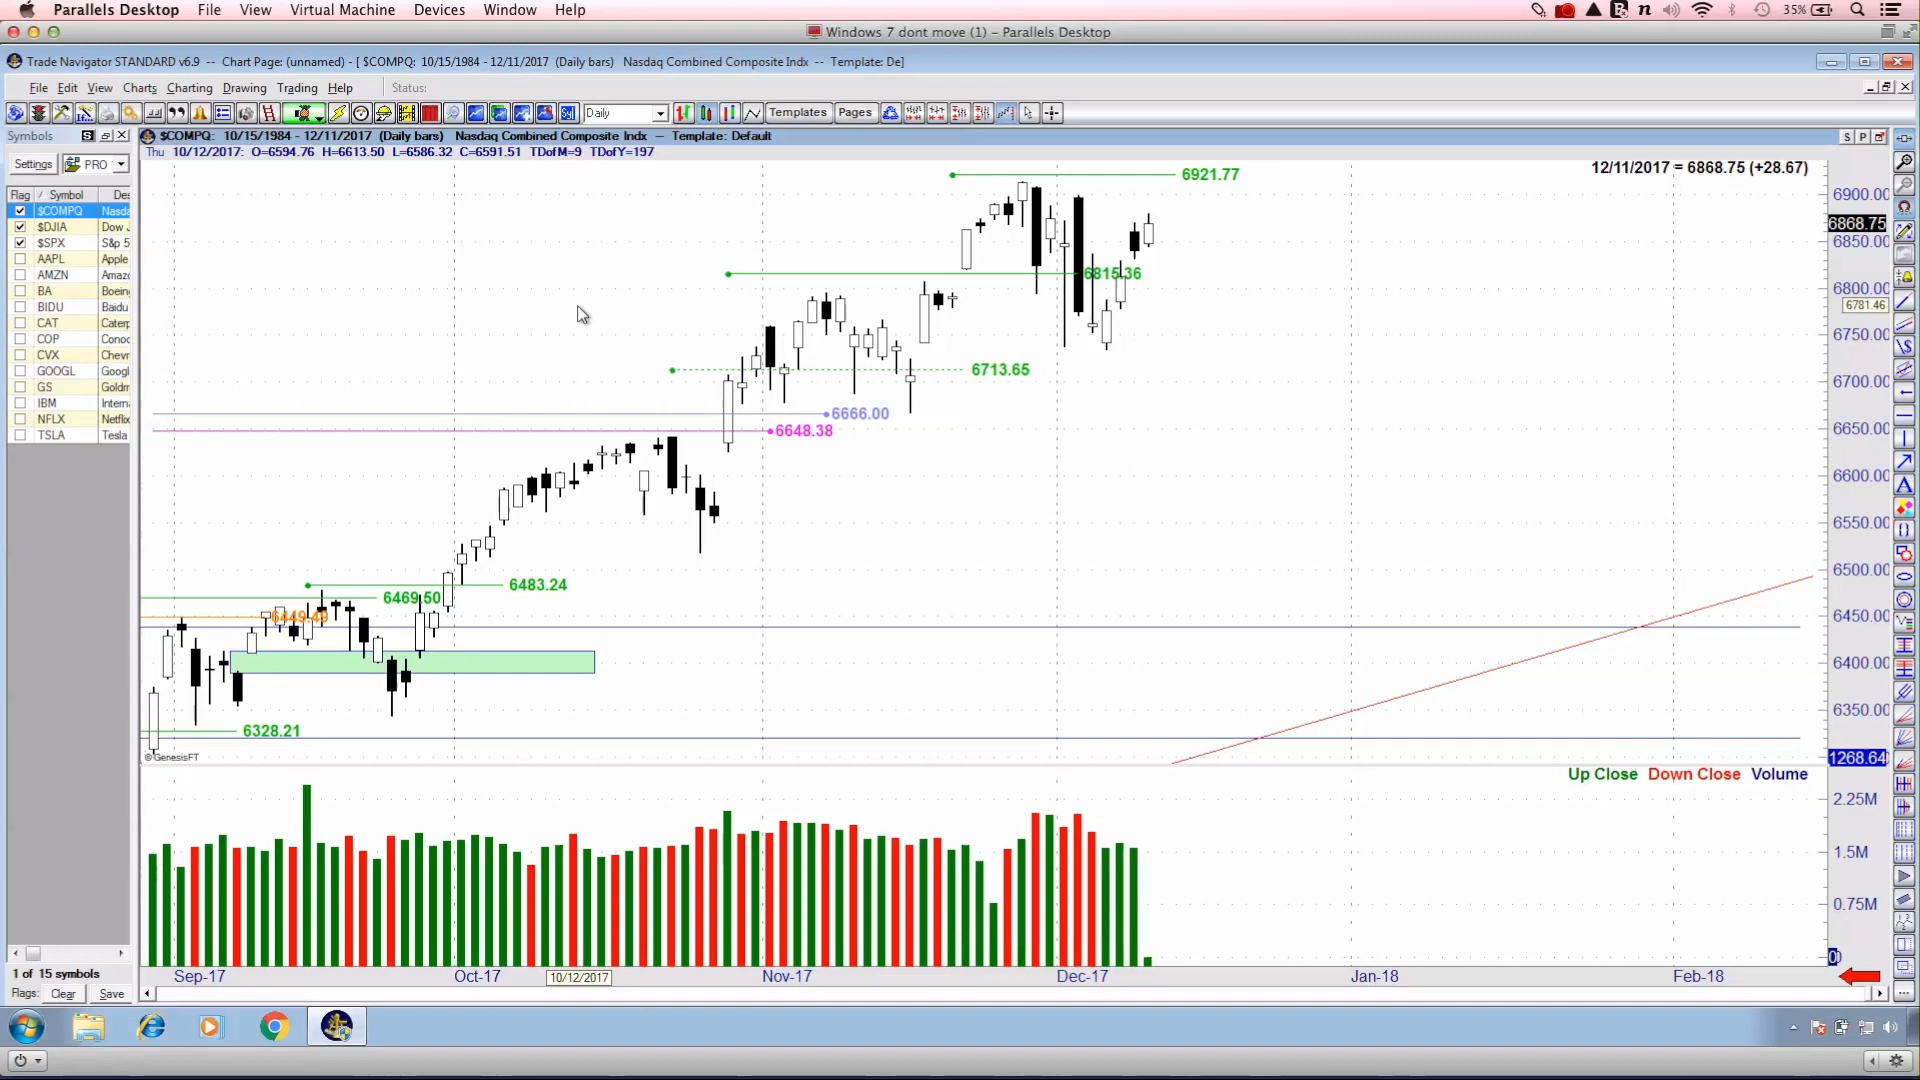 Parallels Desktop File View Virtual Machine Devices Window Help 35%
Windows 7 dont move (1) – Parallels Desktop
Trade Navigator STANDARD v6.9 -- Chart Page: (unnamed) - [ $COMPQ: 10/15/1984 - 12/11/2017 (Daily bars) Nasdaq Combined Composite Indx -- Template: De]
File Edit View Charts Charting Drawing Trading Help Status:
Daily Templates Pages
Symbols S $COMPQ: 10/15/1984 - 12/11/2017 (Daily bars) Nasdaq Combined Composite Indx – Template: Default S P
Thu 10/12/2017: O=6594.76 H=6613.50 L=6586.32 C=6591.51 TDofM=9 TDofY=197
Settings PRO
12/11/2017 = 6868.75 (+28.67)
Flag Symbol Des
$COMPQ Nasda
$DJIA Dow J
$SPX S&p 5
AAPL Apple
AMZN Amazo
BA Boein
BIDU Baidu
CAT Caterp
COP Conoc
CVX Chevr
GOOGL Googl
GS Goldm
IBM Intern
NFLX Netflix
TSLA Tesla
6921.77
6815.36
6713.65
6666.00
6648.38
6483.24
6469.50
6449.49
6328.21
©GenesisFT
6900.00
6868.75
6850.00
6800.00
6781.46
6750.00
6700.00
6650.00
6600.00
6550.00
6500.00
6450.00
6400.00
6350.00
1268.64
Up Close Down Close Volume
2.25M
1.5M
0.75M
0
Sep-17 Oct-17 10/12/2017 Nov-17 Dec-17 Jan-18 Feb-18
1 of 15 symbols
Flags: Clear Save